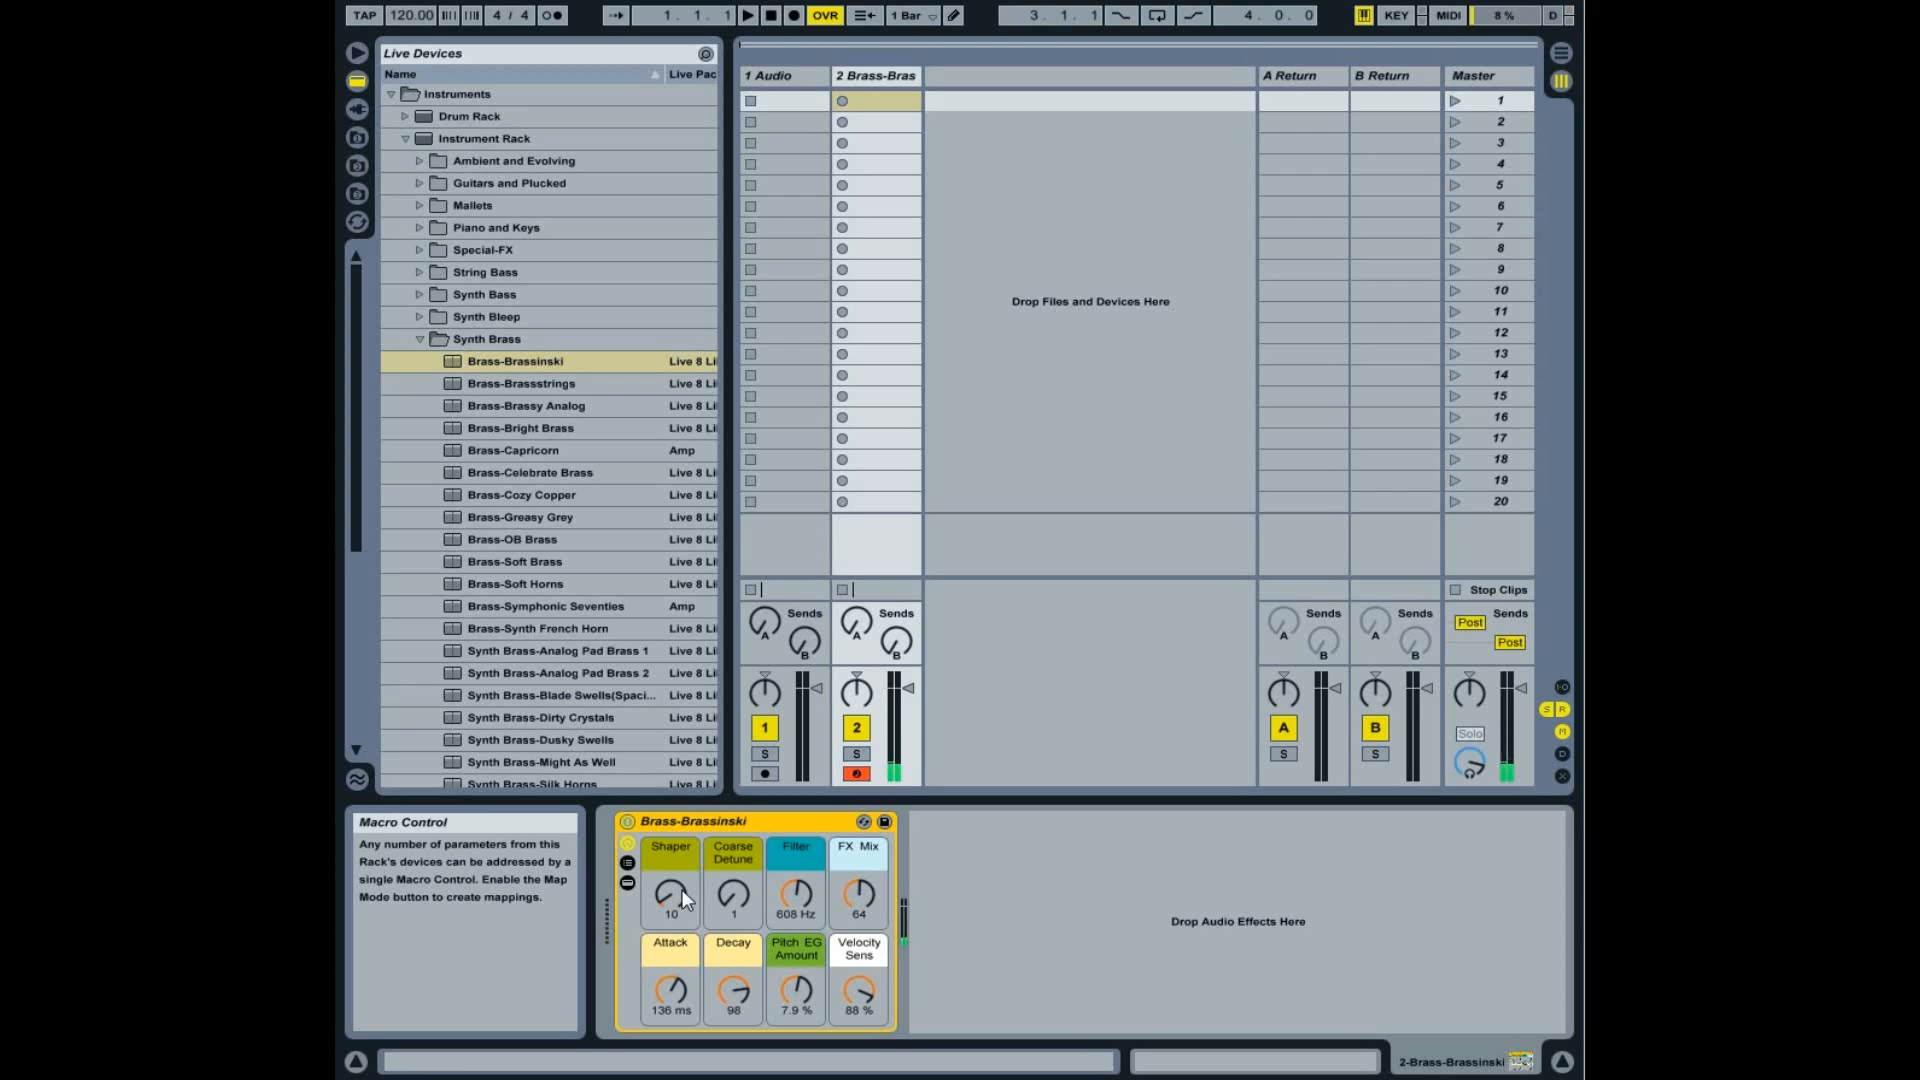 TAP 120.00 4 / 4 1. 1. 1 OVR 1 Bar 3. 1. 1 4. 0. 0 KEY MIDI 8 % D
Live Devices
Name Live Pac
Instruments
Drum Rack
Instrument Rack
Ambient and Evolving
Guitars and Plucked
Mallets
Piano and Keys
Special-FX
String Bass
Synth Bass
Synth Bleep
Synth Brass
Brass-Brassinski Live 8 Li
Brass-Brassstrings Live 8 Li
Brass-Brassy Analog Live 8 Li
Brass-Bright Brass Live 8 Li
Brass-Capricorn Amp
Brass-Celebrate Brass Live 8 Li
Brass-Cozy Copper Live 8 Li
Brass-Greasy Grey Live 8 Li
Brass-OB Brass Live 8 Li
Brass-Soft Brass Live 8 Li
Brass-Soft Horns Live 8 Li
Brass-Symphonic Seventies Amp
Brass-Synth French Horn Live 8 Li
Synth Brass-Analog Pad Brass 1 Live 8 Li
Synth Brass-Analog Pad Brass 2 Live 8 Li
Synth Brass-Blade Swells(Spaci... Live 8 Li
Synth Brass-Dirty Crystals Live 8 Li
Synth Brass-Dusky Swells Live 8 Li
Synth Brass-Might As Well Live 8 Li
Synth Brass-Silk Horns Live 8 Li
1 Audio 2 Brass-Bras A Return B Return Master
1
2
3
4
5
6
7
8
9
10
11
12
13
14
15
16
17
18
19
20
Drop Files and Devices Here
Stop Clips
Sends Sends Sends Sends Post Sends
A A A A Post
B B B B
1 2 A B Solo
S S S S
S R
M
D
Macro Control
Any number of parameters from this
Rack's devices can be addressed by a
single Macro Control. Enable the Map
Mode button to create mappings.
Brass-Brassinski
Shaper Coarse Detune Filter FX Mix
10 1 608 Hz 64
Attack Decay Pitch EG Amount Velocity Sens
136 ms 98 7.9 % 88 %
Drop Audio Effects Here
2-Brass-Brassinski